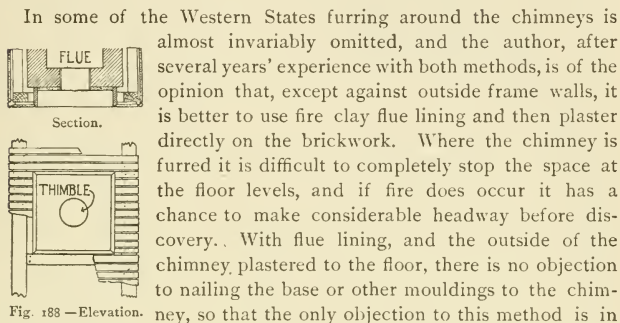 In some of the Western States furring around the chimneys is
almost invariably omitted, and the author, after
several years' experience with both methods, is of the
opinion that, except against outside frame walls, it
is better to use fire clay flue lining and then plaster
directly on the brickwork. Where the chimney is
furred it is difficult to completely stop the space at
the floor levels, and if fire does occur it has a
chance to make considerable headway before dis-
covery. With flue lining, and the outside of the
chimney plastered to the floor, there is no objection
to nailing the base or other mouldings to the chim-
ney, so that the only objection to this method is in
FLUE
Section.
THIMBLE
Fig. 188—Elevation.